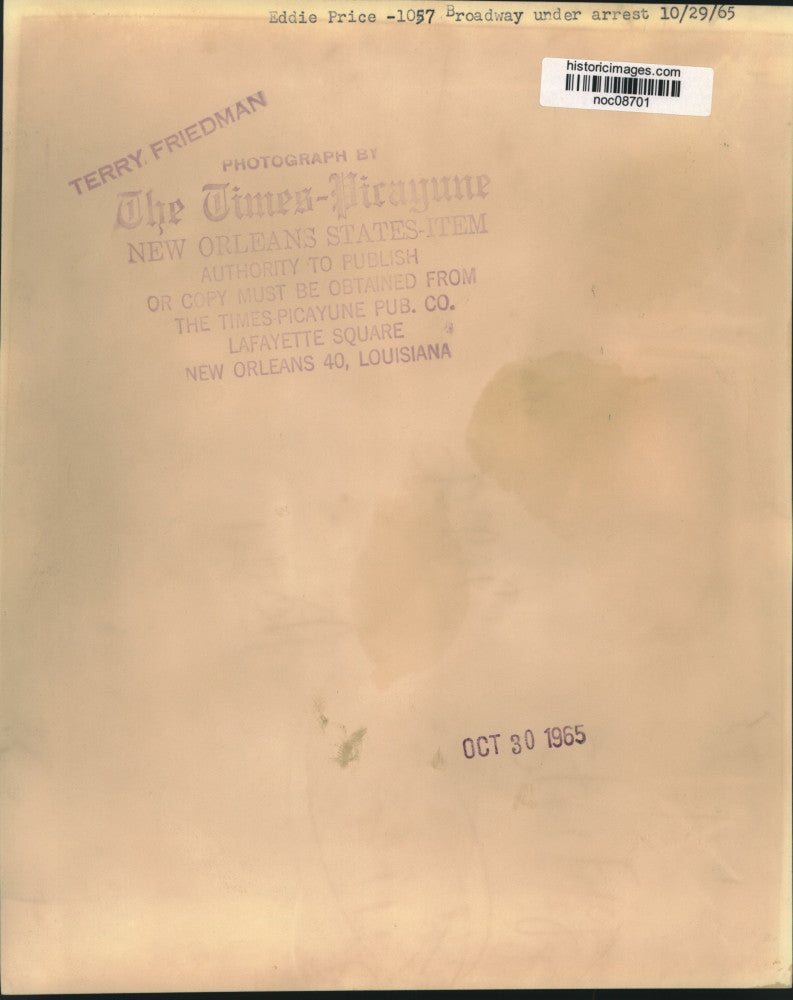 Eddie Price -1057 Broadway under arrest 10/29/65
historicimages.com
noc08701
TERRY FRIEDMAN
PHOTOGRAPH BY
The Times-Picayune
NEW ORLEANS STATES-ITEM
AUTHORITY TO PUBLISH
OR COPY MUST BE OBTAINED FROM
THE TIMES-PICAYUNE PUB. CO.
LAFAYETTE SQUARE
NEW ORLEANS 40, LOUISIANA
OCT 30 1965